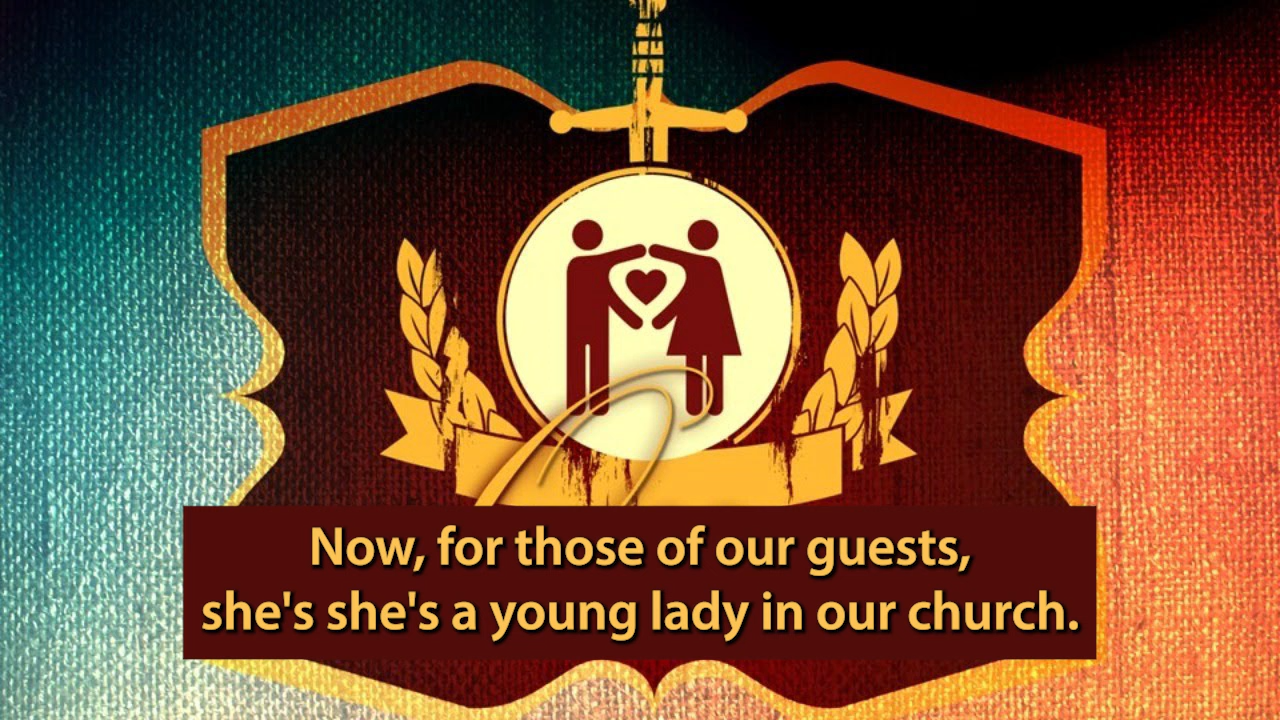 Now, for those of our guests,
she's she's a young lady in our church.